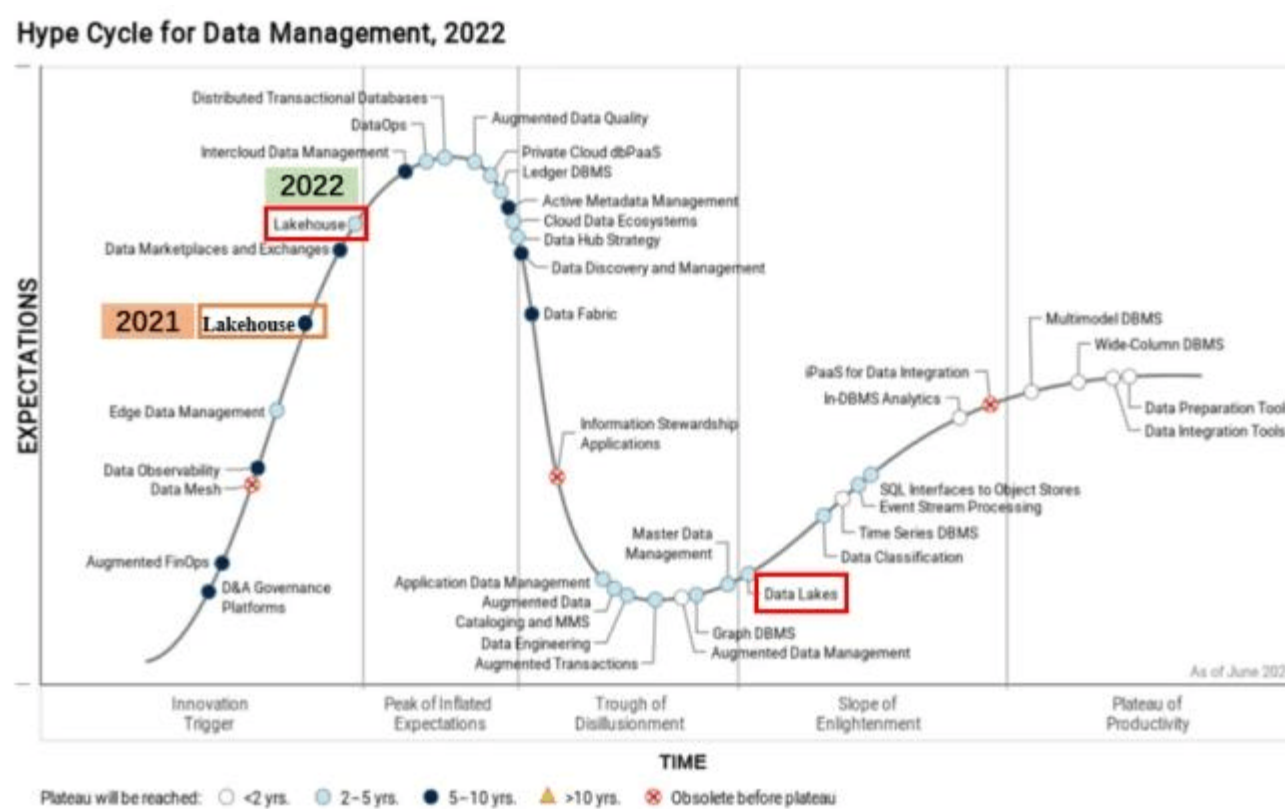 Hype Cycle for Data Management, 2022
Distributed Transactional Databases
DataOps
Augmented Data Quality
Intercloud Data Management
Private Cloud dbPaaS
Ledger DBMS
2022
Active Metadata Management
Lakehouse
Cloud Data Ecosystems
Data Hub Strategy
Data Marketplaces and Exchanges
Data Discovery and Management
2021
Lakehouse
Data Fabric
Multimodel DBMS
Wide-Column DBMS
iPaaS for Data Integration
In-DBMS Analytics
Data Preparation Tool
Data Integration Tools
Edge Data Management
Information Stewardship
Applications
Data Observability
Data Mesh
SQL Interfaces to Object Stores
Event Stream Processing
Time Series DBMS
Data Classification
Master Data
Management
Augmented FinOps
D&A Governance
Platforms
Application Data Management
Augmented Data
Cataloging and MMS
Data Engineering
Augmented Transactions
Data Lakes
Graph DBMS
Augmented Data Management
As of June 202
EXPECTATIONS
Innovation
Trigger
Peak of Inflated
Expectations
Trough of
Disillusionment
Slope of
Enlightenment
Plateau of
Productivity
TIME
Plateau will be reached: <2 yrs. 2–5 yrs. 5–10 yrs. >10 yrs. Obsolete before plateau